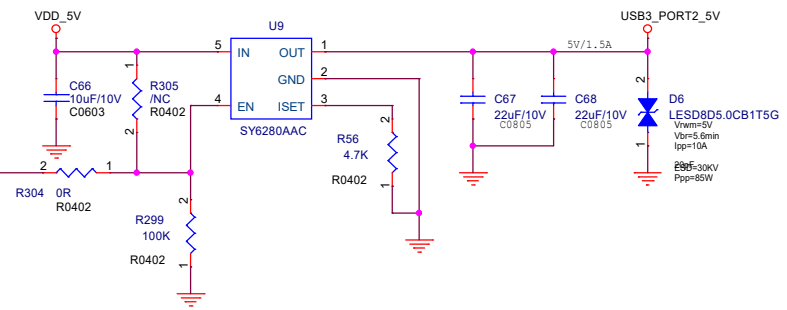 VDD_5V
USB3_PORT2_5V
U9
5
IN
OUT
1
5V/1.5A
GND
2
4
EN
ISET
3
SY6280AAC
C66
10uF/10V
C0603
1
R305
/NC
R0402
2
2
R56
4.7K
R0402
1
C67
22uF/10V
C0805
C68
22uF/10V
C0805
2
D6
LESD8D5.0CB1T5G
Vrwm=5V
Vbr=5.6min
Ipp=10A
1
ESD=30KV
Ppp=85W
2
1
R304
0R
R0402
2
R299
100K
R0402
1